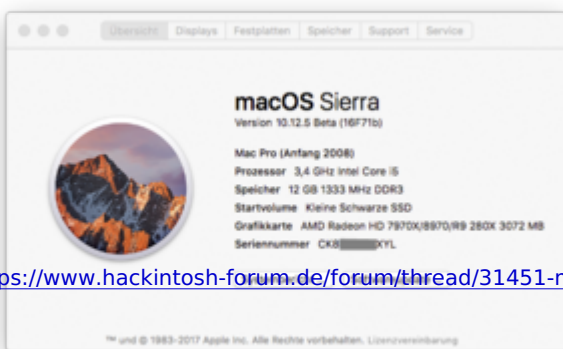 Übersicht Displays Festplatten Speicher Support Service
macOS Sierra
Version 10.12.5 Beta (16F71b)
Mac Pro (Anfang 2008)
Prozessor 3,4 GHz Intel Core i5
Speicher 12 GB 1333 MHz DDR3
Startvolume Kleine Schwarze SSD
Grafikkarte AMD Radeon HD 7970X/8970/R9 280X 3072 MB
Seriennummer CK8 XYL
ps://www.hackintosh-forum.de/forum/thread/31451-n
™ und © 1983-2017 Apple Inc. Alle Rechte vorbehalten. Lizenzvereinbarung